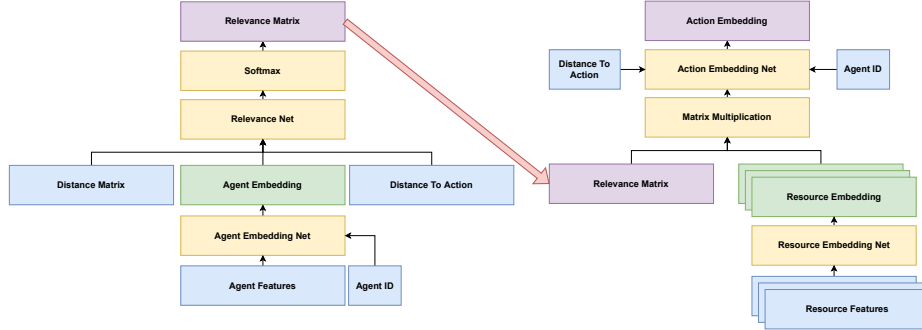 Relevance Matrix
Softmax
Relevance Net
Distance Matrix
Agent Embedding
Distance To Action
Agent Embedding Net
Agent Features
Agent ID
Action Embedding
Distance To
Action
Action Embedding Net
Agent ID
Matrix Multiplication
Relevance Matrix
Resource Embedding
Resource Embedding Net
Resource Features